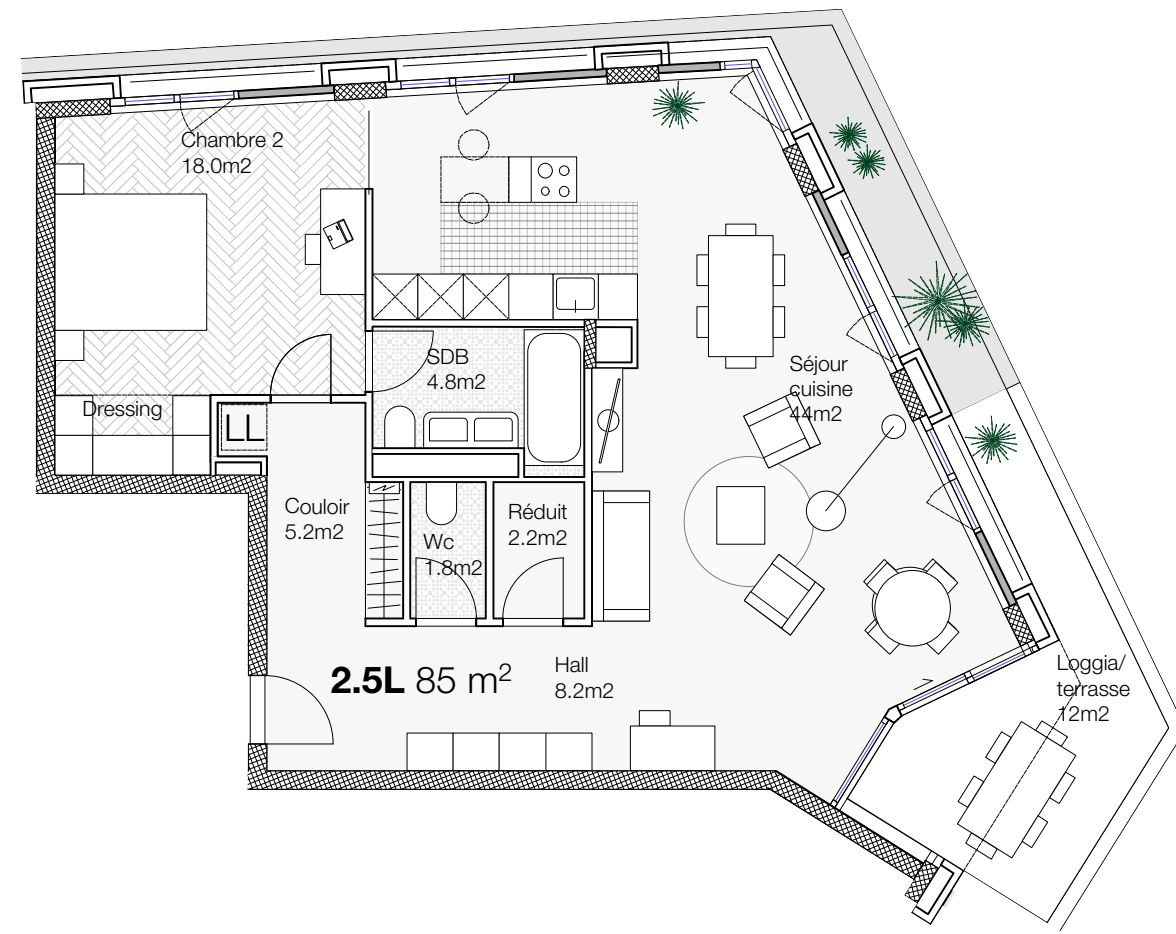 Chambre 2
18.0m2
SDB
4.8m2
Séjour
cuisine
44m2
Dressing
LL
Couloir
5.2m2
Réduit
2.2m2
Wc
1.8m2
2.5L 85 m²
Hall
8.2m2
Loggia/
terrasse
12m2